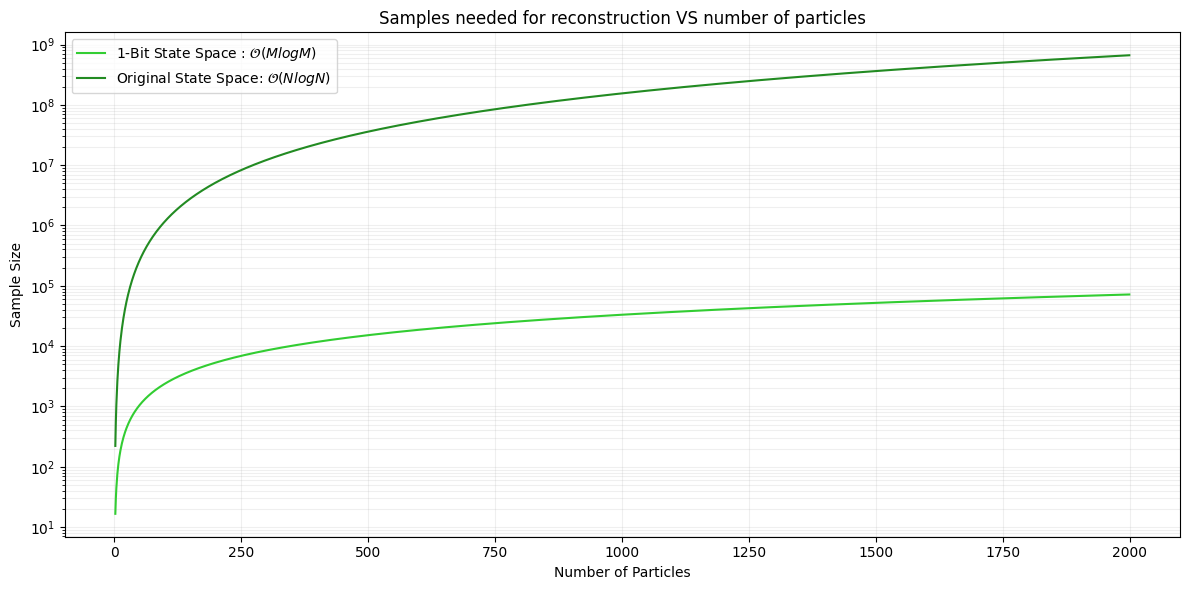 Samples needed for reconstruction VS number of particles
1-Bit State Space : 𝒪(MlogM)
Original State Space: 𝒪(NlogN)
Sample Size
10⁹
10⁸
10⁷
10⁶
10⁵
10⁴
10³
10²
10¹
0 250 500 750 1000 1250 1500 1750 2000
Number of Particles